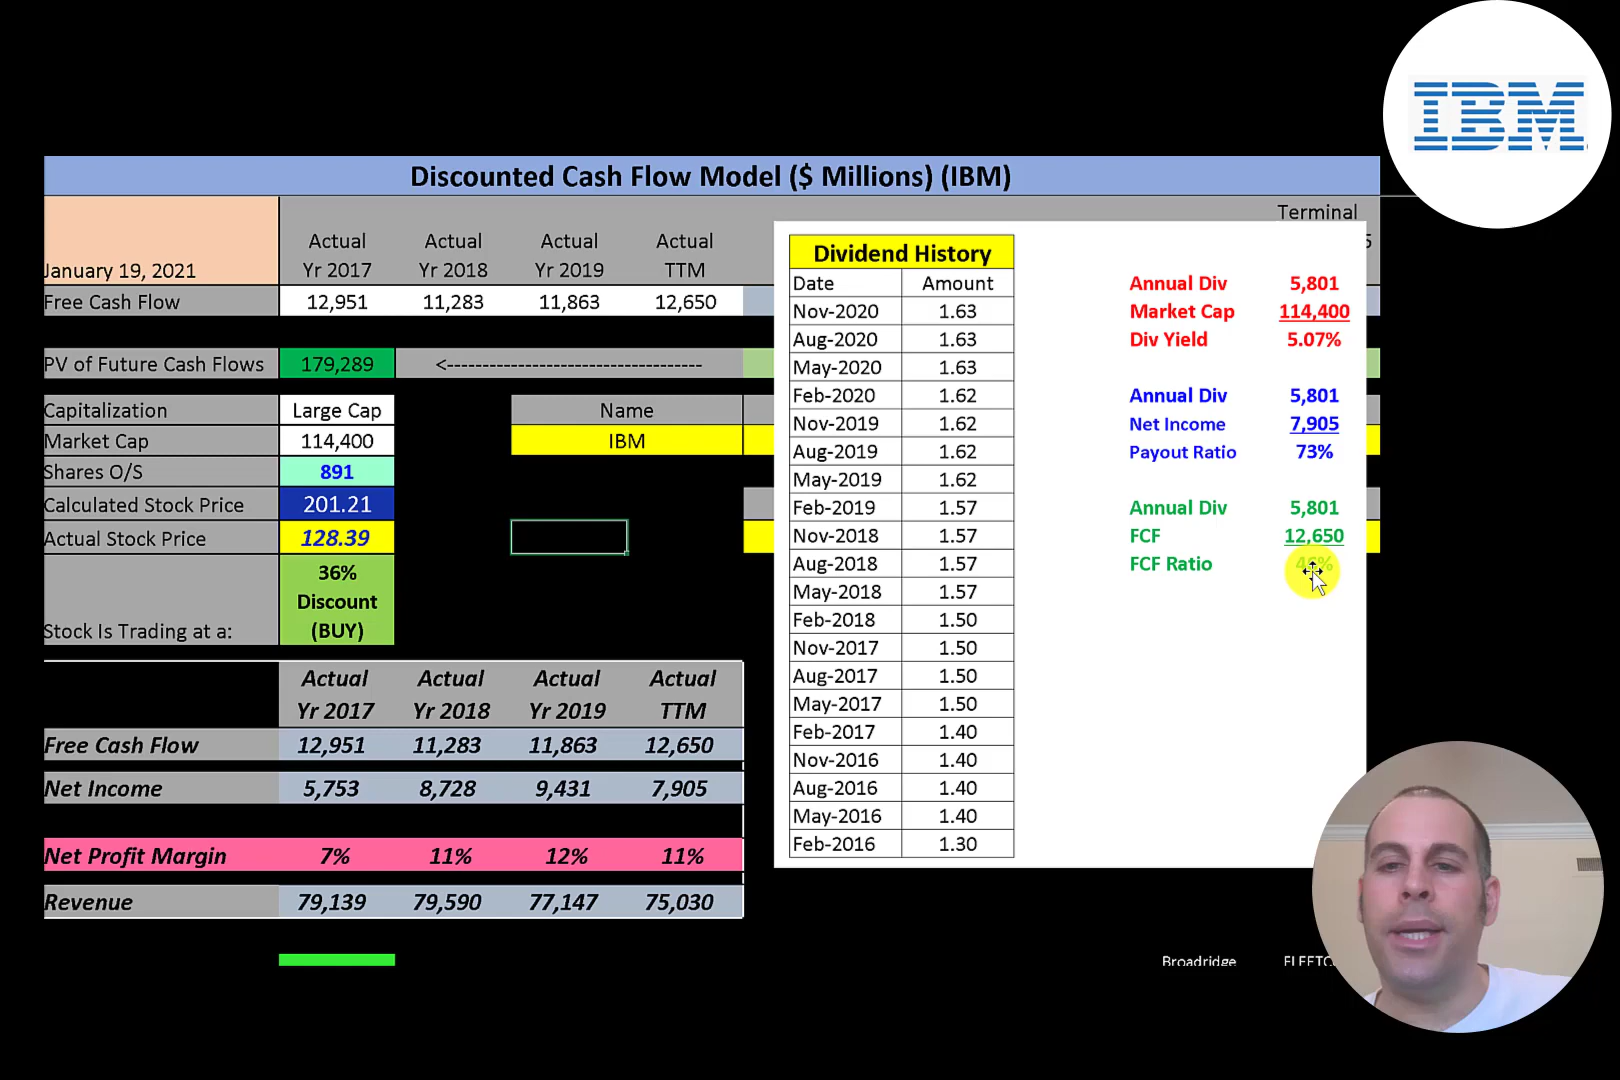 IBM
Discounted Cash Flow Model ($ Millions) (IBM)
January 19, 2021 Actual Yr 2017 Actual Yr 2018 Actual Yr 2019 Actual TTM Terminal
Free Cash Flow 12,951 11,283 11,863 12,650
PV of Future Cash Flows 179,289 <------------------------------------
Capitalization Large Cap
Market Cap 114,400
Shares O/S 891
Calculated Stock Price 201.21
Actual Stock Price 128.39
Stock Is Trading at a: 36% Discount (BUY)
Name
IBM
Actual Yr 2017 Actual Yr 2018 Actual Yr 2019 Actual TTM
Free Cash Flow 12,951 11,283 11,863 12,650
Net Income 5,753 8,728 9,431 7,905
Net Profit Margin 7% 11% 12% 11%
Revenue 79,139 79,590 77,147 75,030
Dividend History
Date Amount
Nov-2020 1.63
Aug-2020 1.63
May-2020 1.63
Feb-2020 1.62
Nov-2019 1.62
Aug-2019 1.62
May-2019 1.62
Feb-2019 1.57
Nov-2018 1.57
Aug-2018 1.57
May-2018 1.57
Feb-2018 1.50
Nov-2017 1.50
Aug-2017 1.50
May-2017 1.50
Feb-2017 1.40
Nov-2016 1.40
Aug-2016 1.40
May-2016 1.40
Feb-2016 1.30
Annual Div 5,801
Market Cap 114,400
Div Yield 5.07%
Annual Div 5,801
Net Income 7,905
Payout Ratio 73%
Annual Div 5,801
FCF 12,650
FCF Ratio
Broadridge